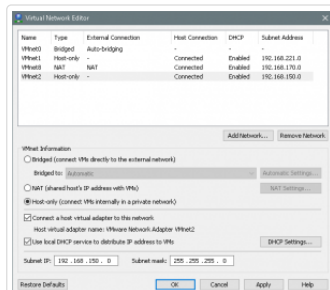 Virtual Network Editor
Name Type External Connection Host Connection DHCP Subnet Address
VMnet0 Bridged Auto-bridging - - -
VMnet1 Host-only - Connected Enabled 192.168.221.0
VMnet8 NAT NAT Connected Enabled 192.168.170.0
VMnet2 Host-only - Connected Enabled 192.168.150.0
Add Network... Remove Network
VMnet Information
Bridged (connect VMs directly to the external network)
Bridged to: Automatic Automatic Settings...
NAT (shared host's IP address with VMs) NAT Settings...
Host-only (connect VMs internally in a private network)
Connect a host virtual adapter to this network
Host virtual adapter name: VMware Network Adapter VMnet2
Use local DHCP service to distribute IP address to VMs DHCP Settings...
Subnet IP: 192 . 168 . 150 . 0 Subnet mask: 255 . 255 . 255 . 0
Restore Defaults OK Cancel Apply Help